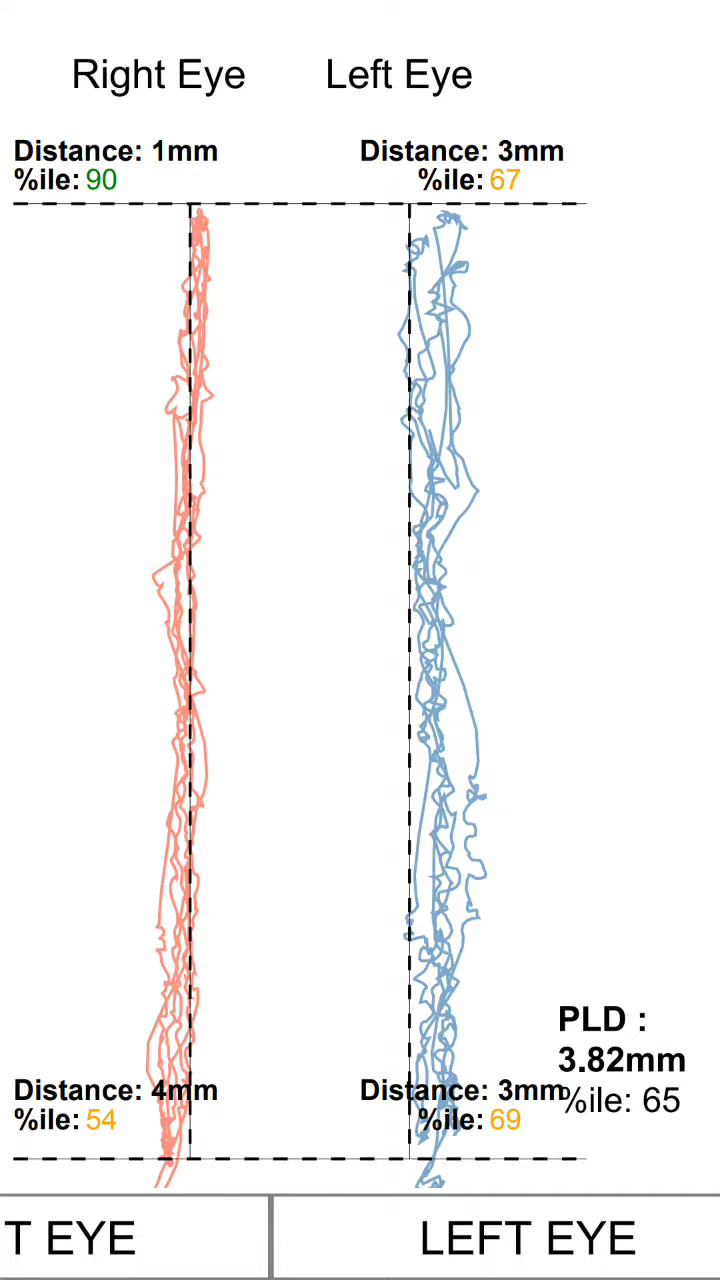 Right Eye Left Eye
Distance: 1mm Distance: 3mm
%ile: 90 %ile: 67
PLD :
3.82mm
Distance: 4mm Distance: 3mm
%ile: 65
%ile: 54 %ile: 69
T EYE LEFT EYE